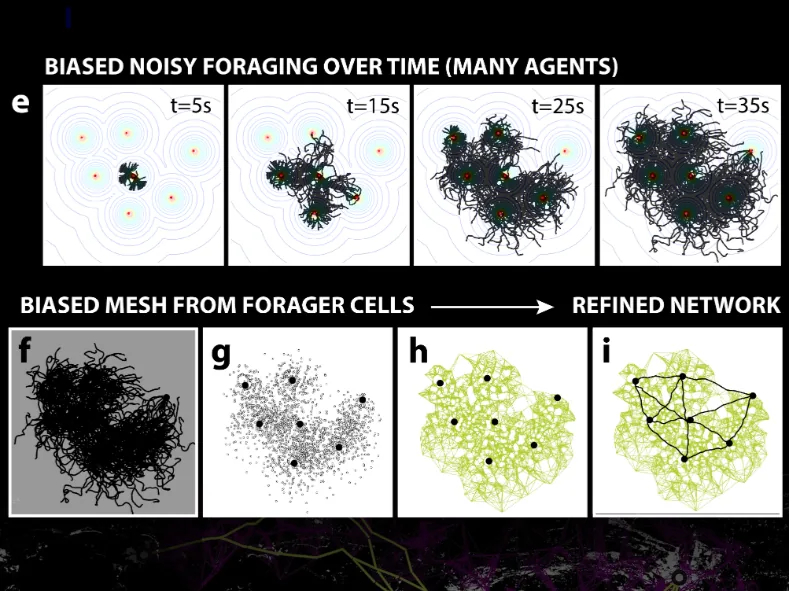 BIASED NOISY FORAGING OVER TIME (MANY AGENTS)
e
t=5s
t=15s
t=25s
t=35s
BIASED MESH FROM FORAGER CELLS
REFINED NETWORK
f
g
h
i